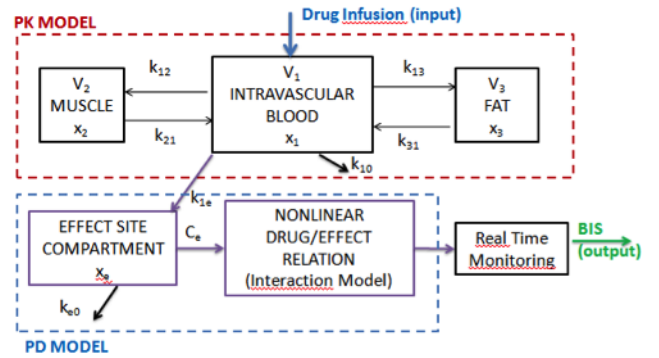 Drug Infusion (input)
PK MODEL
k12
V1
k13
V2
MUSCLE
x2
INTRAVASCULAR
BLOOD
x1
V3
FAT
x3
k21
k31
k10
k1e
EFFECT SITE
COMPARTMENT
xe
Ce
NONLINEAR
DRUG/EFFECT
RELATION
(Interaction Model)
Real Time
Monitoring
BIS
(output)
ke0
PD MODEL